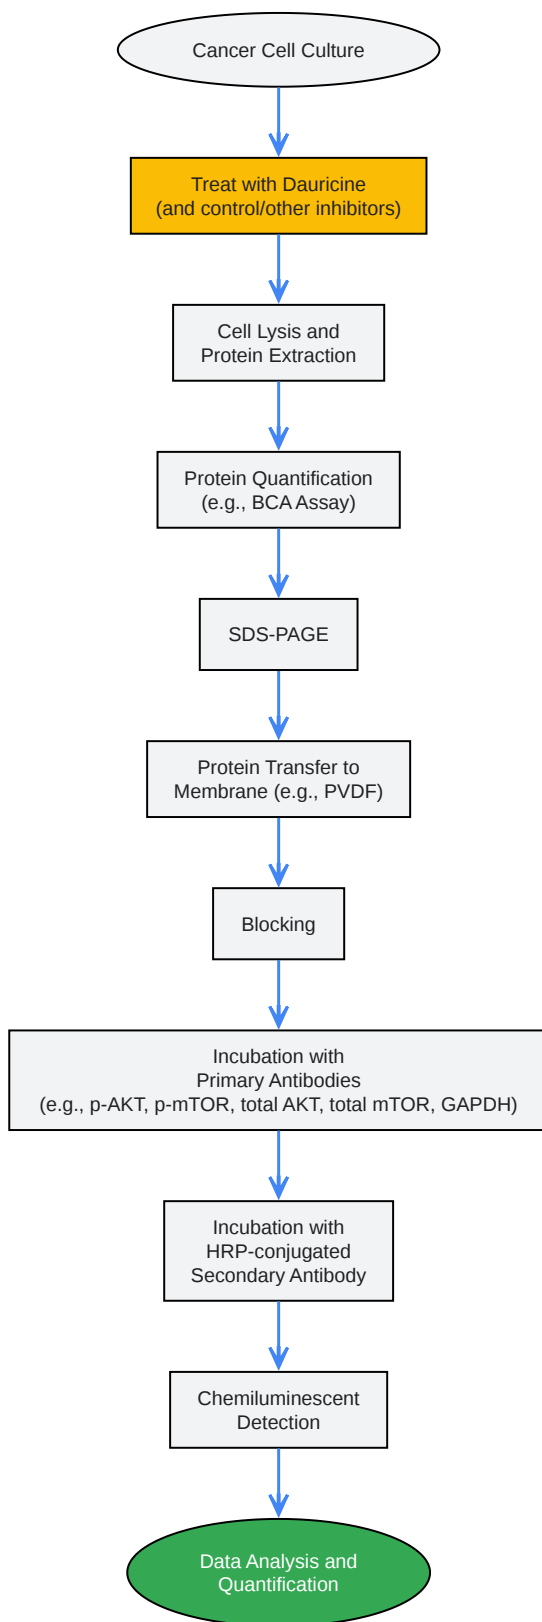 Cancer Cell Culture
Treat with Dauricine
(and control/other inhibitors)
Cell Lysis and
Protein Extraction
Protein Quantification
(e.g., BCA Assay)
SDS-PAGE
Protein Transfer to
Membrane (e.g., PVDF)
Blocking
Incubation with
Primary Antibodies
(e.g., p-AKT, p-mTOR, total AKT, total mTOR, GAPDH)
Incubation with
HRP-conjugated
Secondary Antibody
Chemiluminescent
Detection
Data Analysis and
Quantification